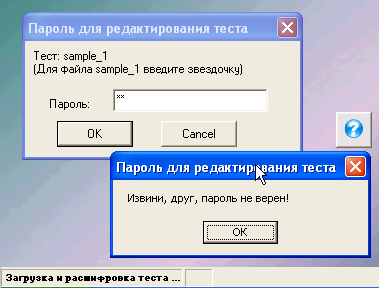 Пароль для редактирования теста
Тест: sample_1
(Для файла sample_1 введите звездочку)
Пароль: **
OK Cancel
?
Пароль для редактирования теста
Извини, друг, пароль не верен!
OK
Загрузка и расшифровка теста ...